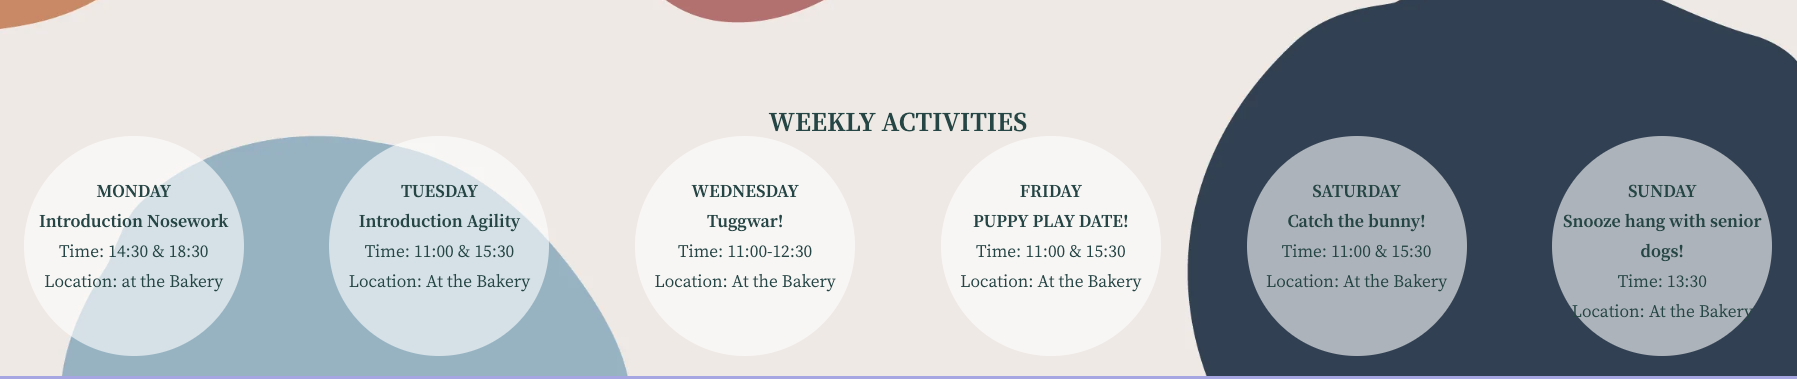 WEEKLY ACTIVITIES
MONDAY
Introduction Nosework
Time: 14:30 & 18:30
Location: at the Bakery
TUESDAY
Introduction Agility
Time: 11:00 & 15:30
Location: At the Bakery
WEDNESDAY
Tuggwar!
Time: 11:00-12:30
Location: At the Bakery
FRIDAY
PUPPY PLAY DATE!
Time: 11:00 & 15:30
Location: At the Bakery
SATURDAY
Catch the bunny!
Time: 11:00 & 15:30
Location: At the Bakery
SUNDAY
Snooze hang with senior
dogs!
Time: 13:30
Location: At the Bakery